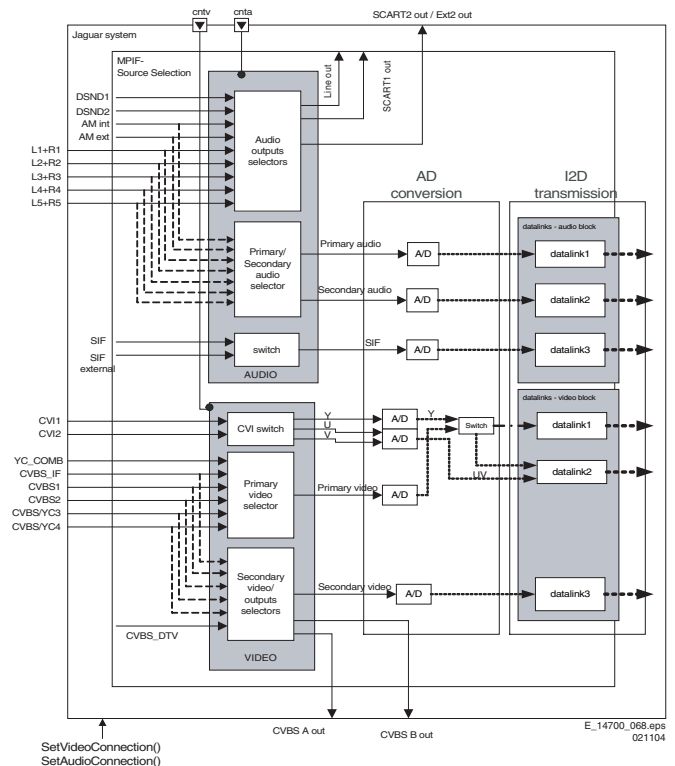 cntv
cnta
SCART2 out / Ext2 out
Jaguar system
MPIF-
Source Selection
Line out
SCART1 out
DSND1
DSND2
AM int
AM ext
L1+R1
L2+R2
L3+R3
L4+R4
L5+R5
Audio
outputs
selectors
AD
conversion
I2D
transmission
datalinks - audio block
Primary/
Secondary
audio
selector
Primary audio
A/D
datalink1
Secondary audio
A/D
datalink2
SIF
SIF
external
switch
SIF
A/D
datalink3
AUDIO
datalinks - video block
CVI1
CVI2
CVI switch
Y
U
V
A/D
A/D
Y
Switch
datalink1
UV
datalink2
YC_COMB
CVBS_IF
CVBS1
CVBS2
CVBS/YC3
CVBS/YC4
Primary
video
selector
Primary video
A/D
Secondary
video/
outputs
selectors
Secondary video
A/D
datalink3
CVBS_DTV
VIDEO
CVBS A out
CVBS B out
E_14700_068.eps
021104
SetVideoConnection()
SetAudioConnection()